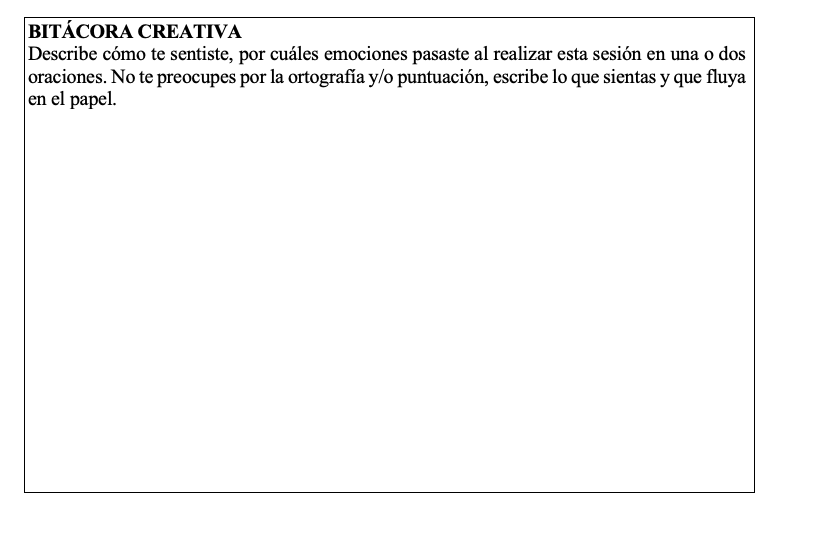 BITÁCORA CREATIVA
Describe cómo te sentiste, por cuáles emociones pasaste al realizar esta sesión en una o dos
oraciones. No te preocupes por la ortografía y/o puntuación, escribe lo que sientas y que fluya
en el papel.